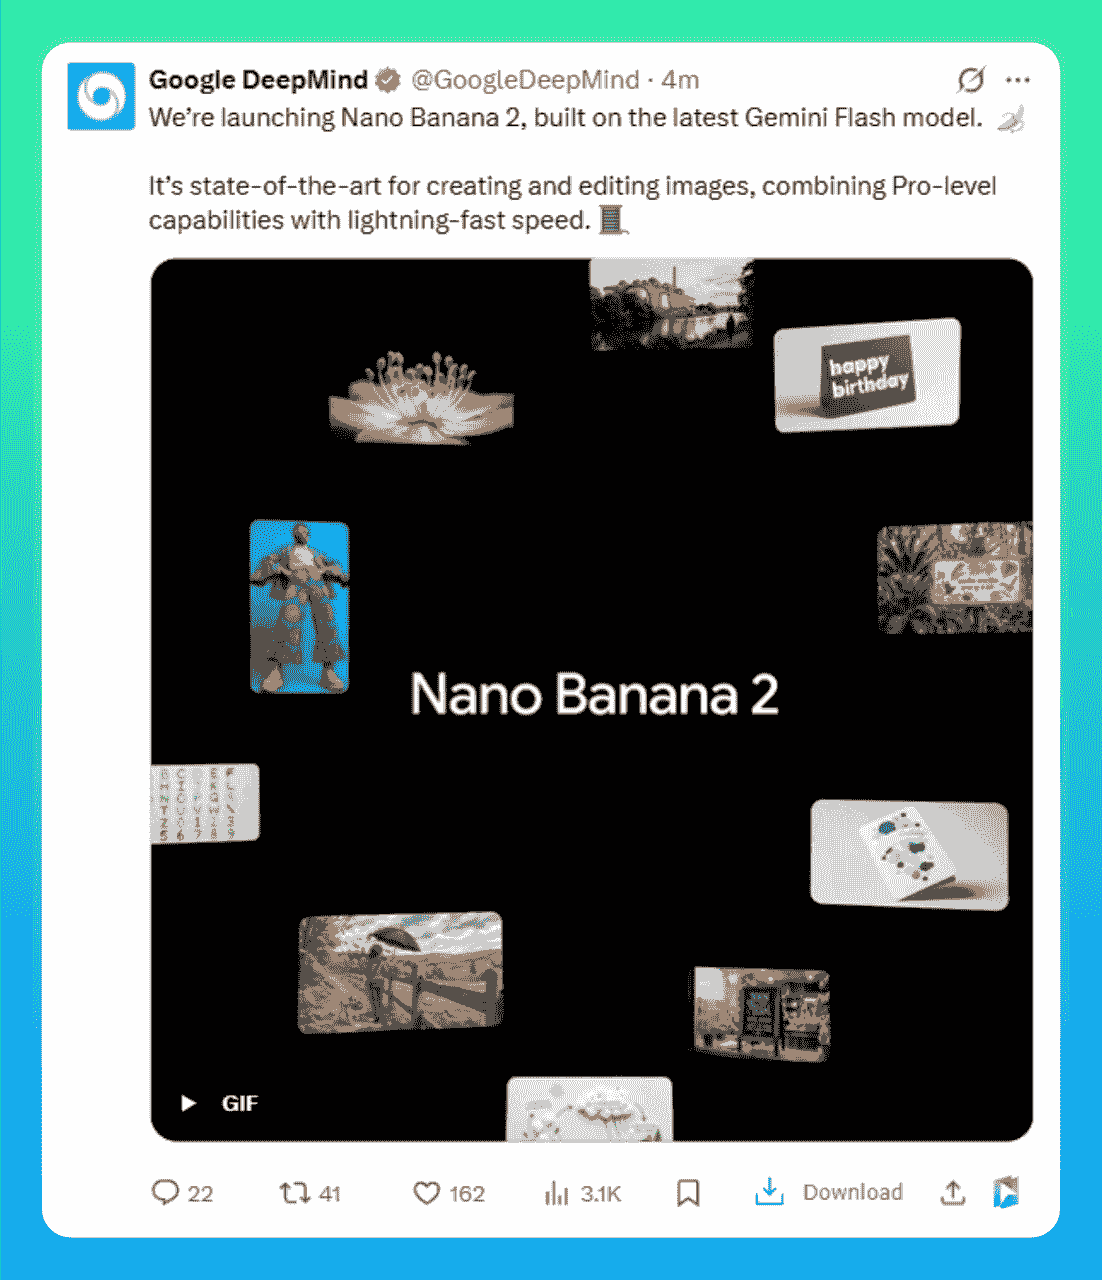 Google DeepMind @GoogleDeepMind · 4m
We're launching Nano Banana 2, built on the latest Gemini Flash model.
It's state-of-the-art for creating and editing images, combining Pro-level
capabilities with lightning-fast speed.
happy
birthday
Nano Banana 2
GIF
22 41 162 3.1K Download